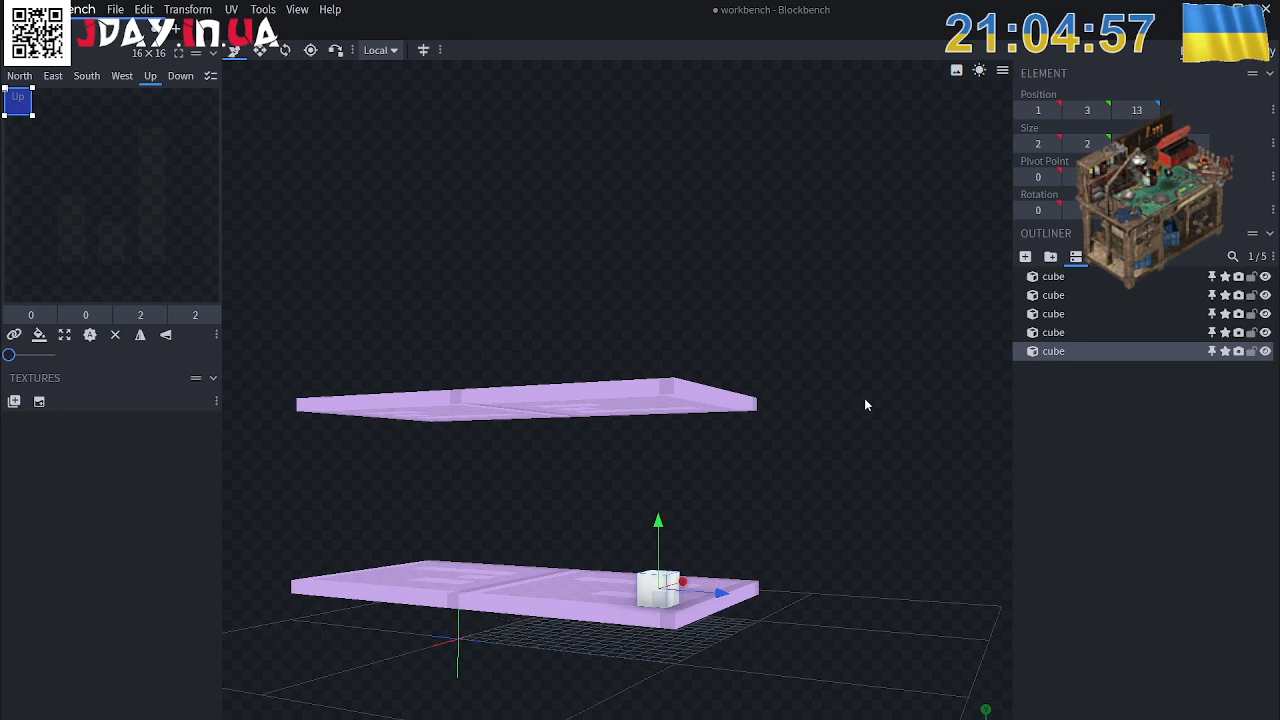 ench File Edit Transform UV Tools View Help
workbench - Blockbench
JDAY.in.UA
21:04:57
16×16
Local
North East South West Up Down
Up
0 0 2 2
TEXTURES
ELEMENT
Position
1 3 13
Size
2 2
Pivot Point
0
Rotation
0
OUTLINER
1/5
cube
cube
cube
cube
cube